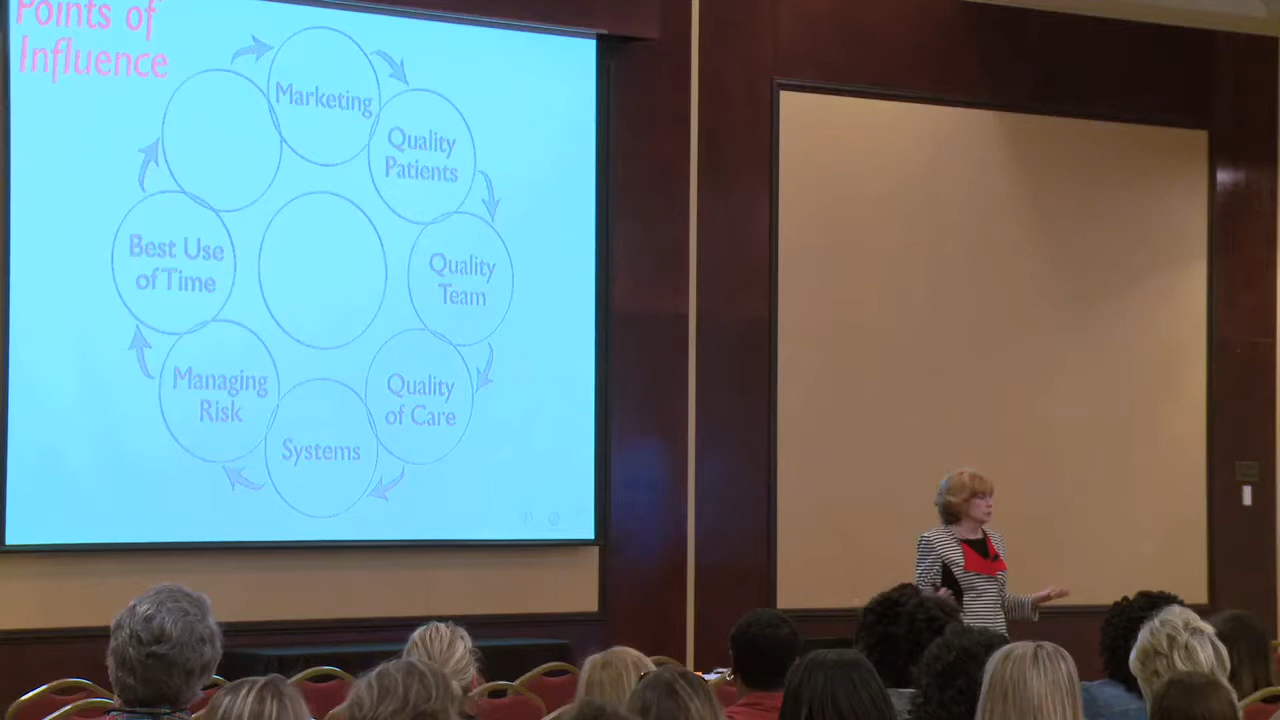 Points of
Influence
Marketing
Quality
Patients
Quality
Team
Quality
of Care
Systems
Managing
Risk
Best Use
of Time